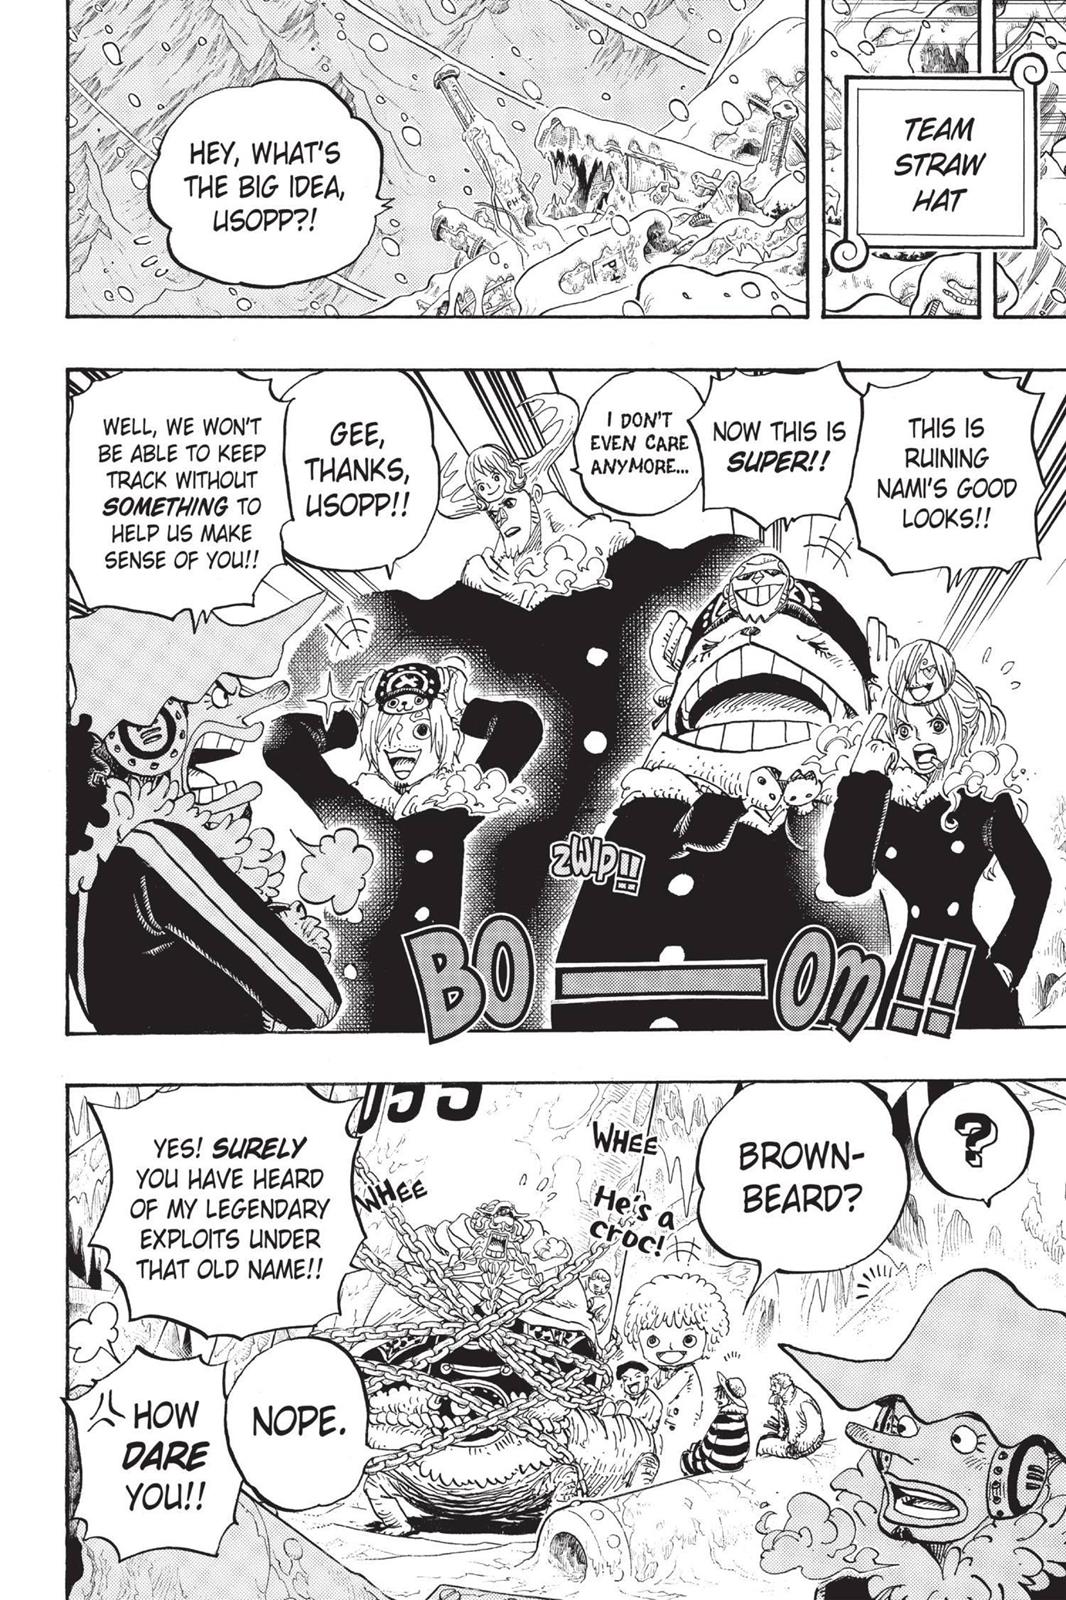 TEAM
STRAW
HAT
HEY, WHAT'S
THE BIG IDEA,
USOPP?!
PH
THIS IS
RUINING
NAMI'S GOOD
LOOKS!!
NOW THIS IS
SUPER!!
I DON'T
EVEN CARE
ANYMORE...
GEE,
THANKS,
USOPP!!
WELL, WE WON'T
BE ABLE TO KEEP
TRACK WITHOUT
SOMETHING TO
HELP US MAKE
SENSE OF YOU!!
ZWIP!!
BO—OM!!
?
BROWN-
BEARD?
055
WHEE
WHEE
He's a
croc!
YES! SURELY
YOU HAVE HEARD
OF MY LEGENDARY
EXPLOITS UNDER
THAT OLD NAME!!
NOPE.
HOW
DARE
YOU!!